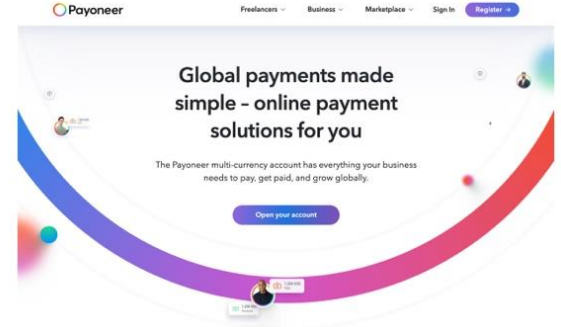 Payoneer
Freelancers
Business
Marketplace
Sign In
Register →
Global payments made
simple – online payment
solutions for you
The Payoneer multi-currency account has everything your business
needs to pay, get paid, and grow globally.
Open your account